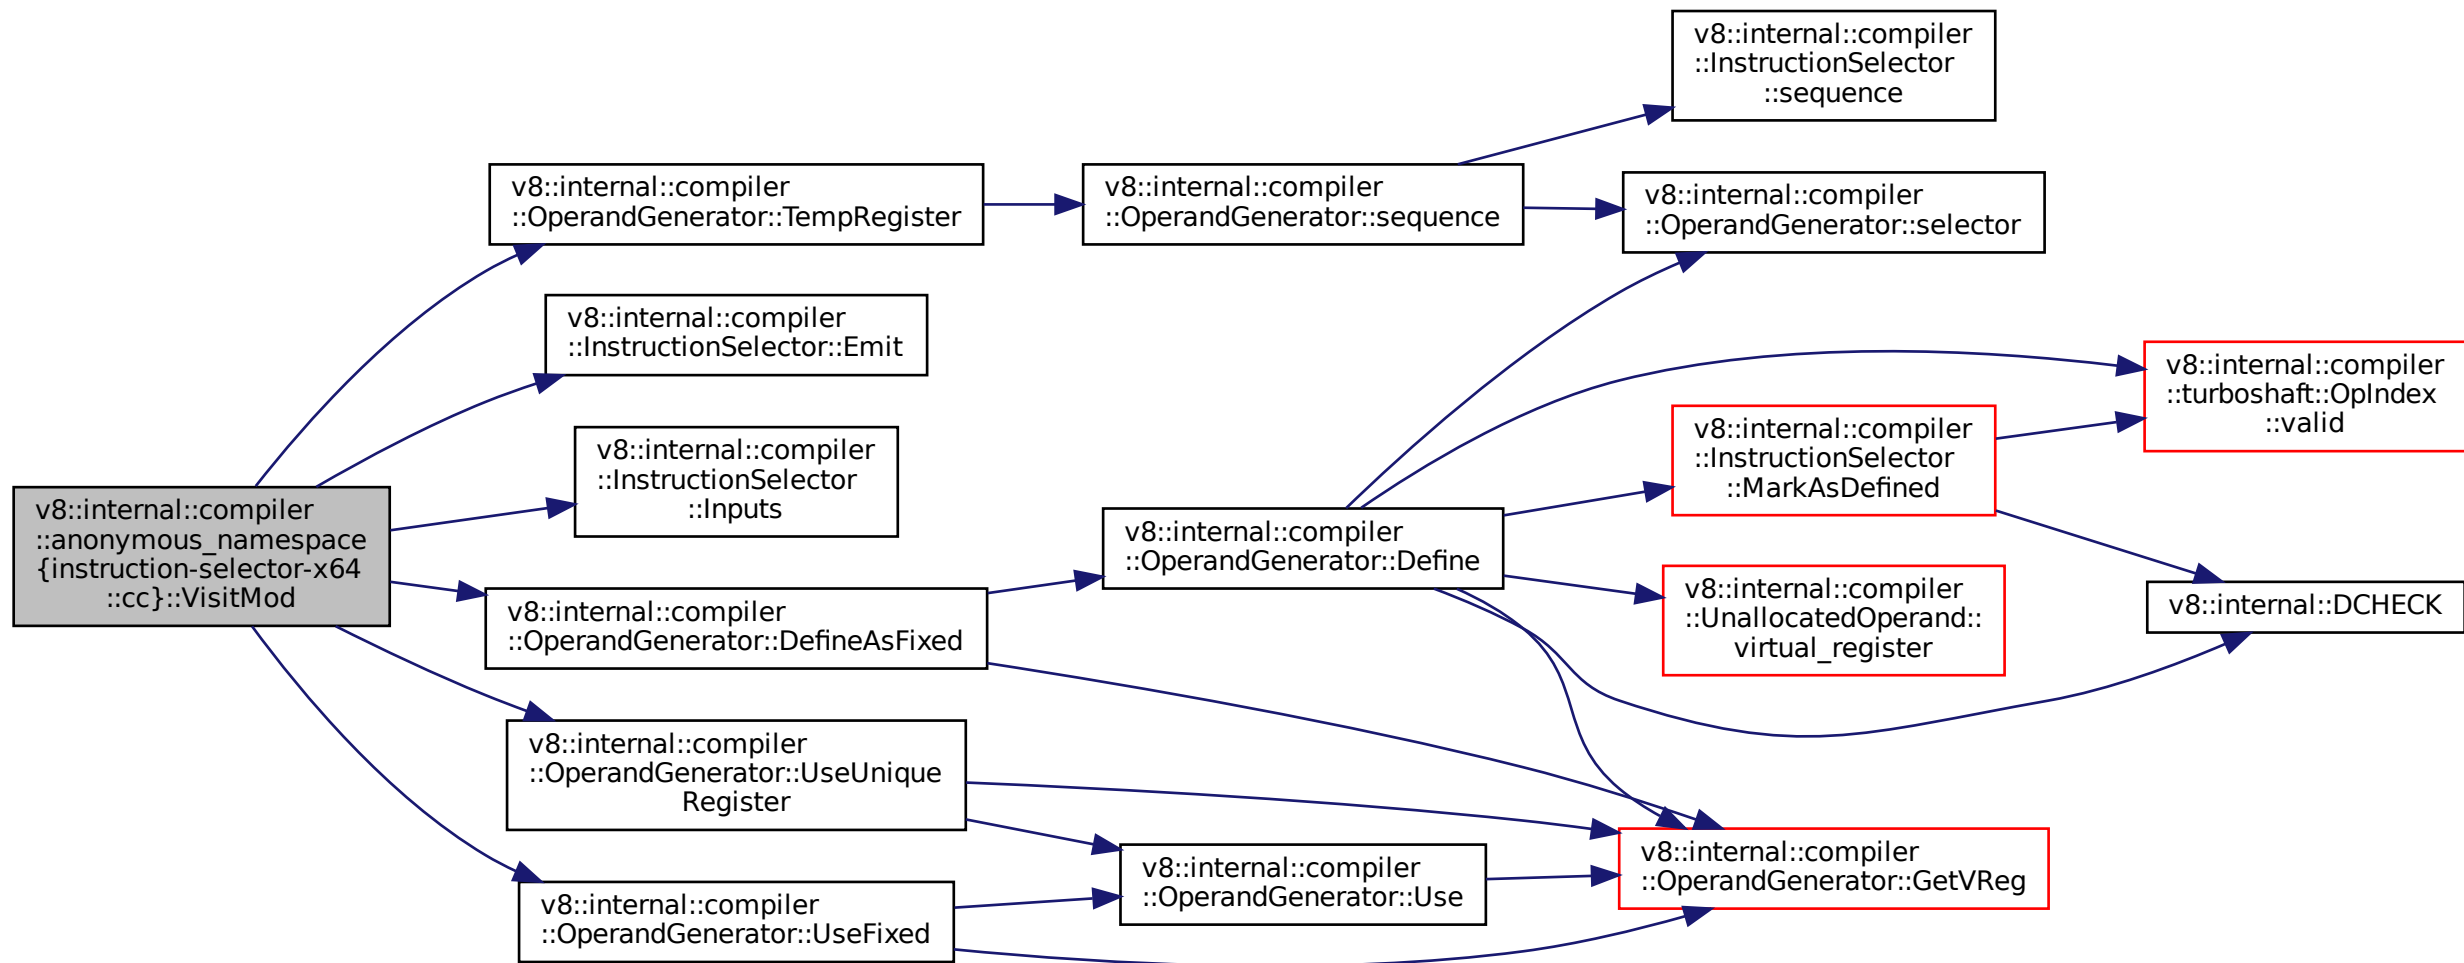 v8::internal::compiler
::InstructionSelector
::sequence
v8::internal::compiler
::OperandGenerator::TempRegister
v8::internal::compiler
::OperandGenerator::sequence
v8::internal::compiler
::OperandGenerator::selector
v8::internal::compiler
::InstructionSelector::Emit
v8::internal::compiler
::turboshaft::OpIndex
::valid
v8::internal::compiler
::InstructionSelector
::Inputs
v8::internal::compiler
::InstructionSelector
::MarkAsDefined
v8::internal::compiler
::anonymous_namespace
{instruction-selector-x64
::cc}::VisitMod
v8::internal::compiler
::OperandGenerator::Define
v8::internal::compiler
::UnallocatedOperand::
virtual_register
v8::internal::DCHECK
v8::internal::compiler
::OperandGenerator::DefineAsFixed
v8::internal::compiler
::OperandGenerator::UseUnique
Register
v8::internal::compiler
::OperandGenerator::Use
v8::internal::compiler
::OperandGenerator::GetVReg
v8::internal::compiler
::OperandGenerator::UseFixed